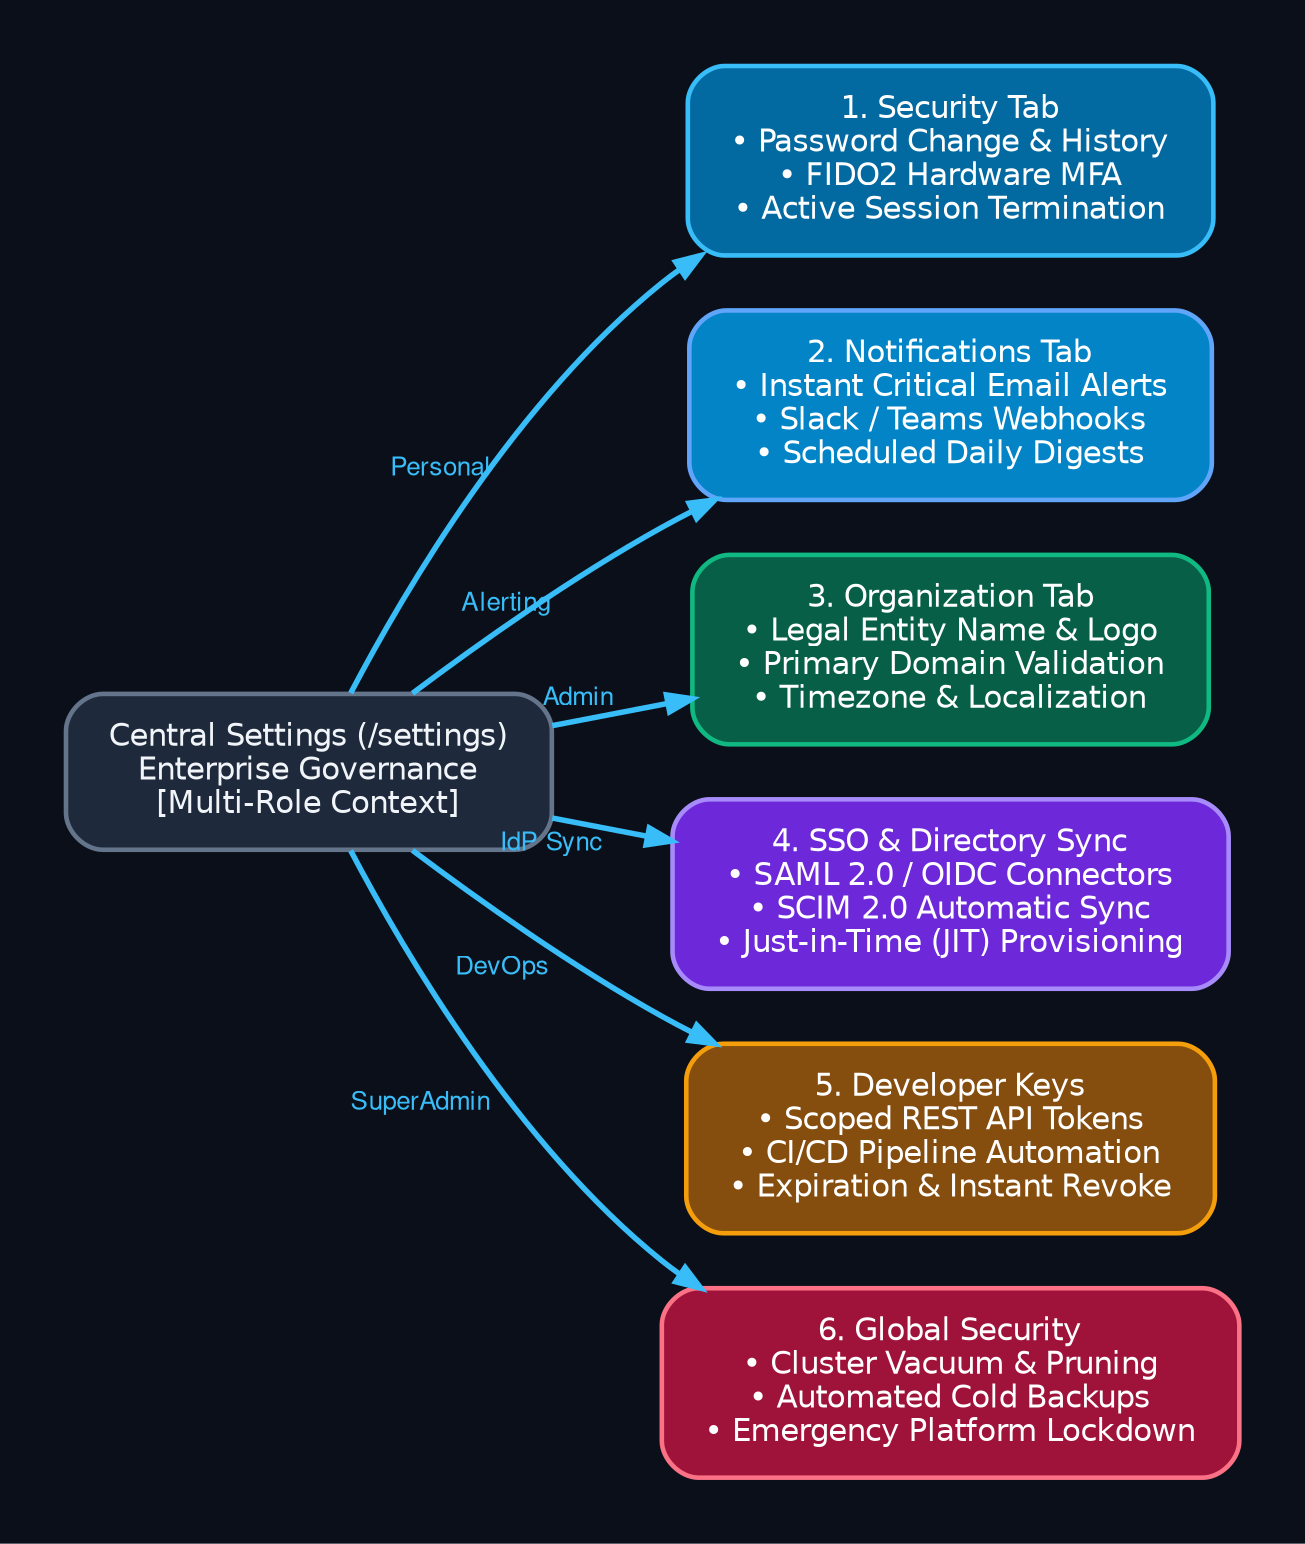 1. Security Tab
• Password Change & History
• FIDO2 Hardware MFA
• Active Session Termination
2. Notifications Tab
• Instant Critical Email Alerts
• Slack / Teams Webhooks
• Scheduled Daily Digests
Personal
Alerting
3. Organization Tab
• Legal Entity Name & Logo
• Primary Domain Validation
• Timezone & Localization
Admin
Central Settings (/settings)
Enterprise Governance
[Multi-Role Context]
IdP Sync
4. SSO & Directory Sync
• SAML 2.0 / OIDC Connectors
• SCIM 2.0 Automatic Sync
• Just-in-Time (JIT) Provisioning
DevOps
SuperAdmin
5. Developer Keys
• Scoped REST API Tokens
• CI/CD Pipeline Automation
• Expiration & Instant Revoke
6. Global Security
• Cluster Vacuum & Pruning
• Automated Cold Backups
• Emergency Platform Lockdown